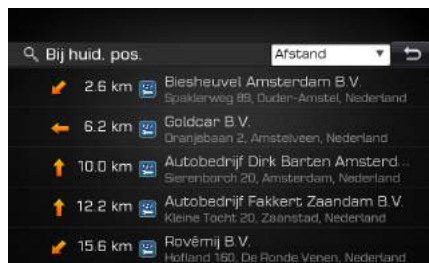 Bij huid. pos.
Afstand
2.6 km Biesheuvel Amsterdam B.V.
Spaklerweg 89, Ouder-Amstel, Nederland
6.2 km Goldcar B.V.
Oranjebaan 2, Amstelveen, Nederland
10.0 km Autobedrijf Dirk Barten Amsterd...
Sierenborch 20, Amsterdam, Nederland
12.2 km Autobedrijf Fakkert Zaandam B.V.
Kleine Tocht 20, Zaanstad, Nederland
15.6 km Rovémij B.V.
Hofland 160, De Ronde Venen, Nederland